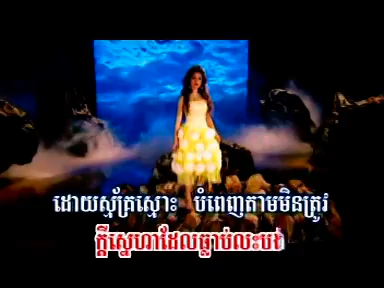 ដោយស្ម័គ្រស្មោះ បំពេញតាមមិនត្រូវ
ក្ដីស្នេហាដែលធ្លាប់លះបង់